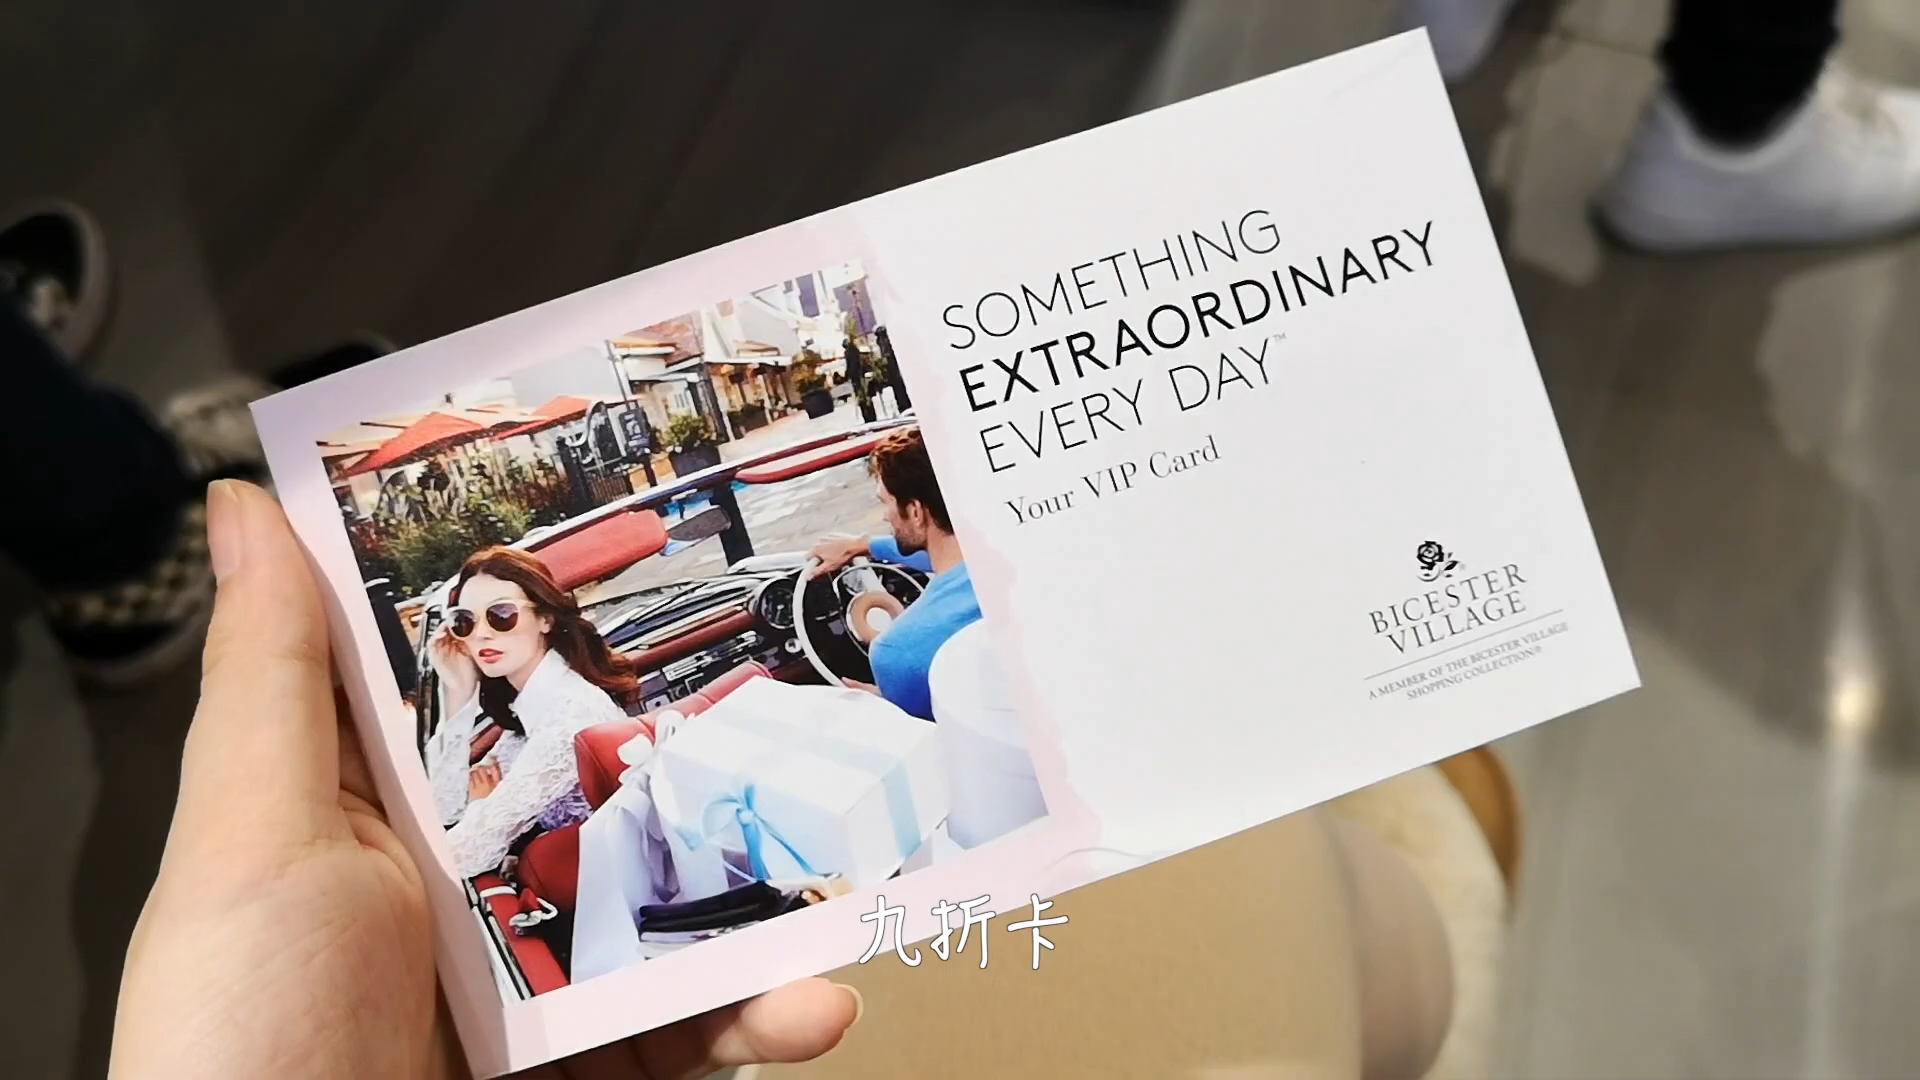 SOMETHING
EXTRAORDINARY
EVERY DAY™
Your VIP Card
BICESTER
VILLAGE
A MEMBER OF THE BICESTER VILLAGE
SHOPPING COLLECTION®
九折卡